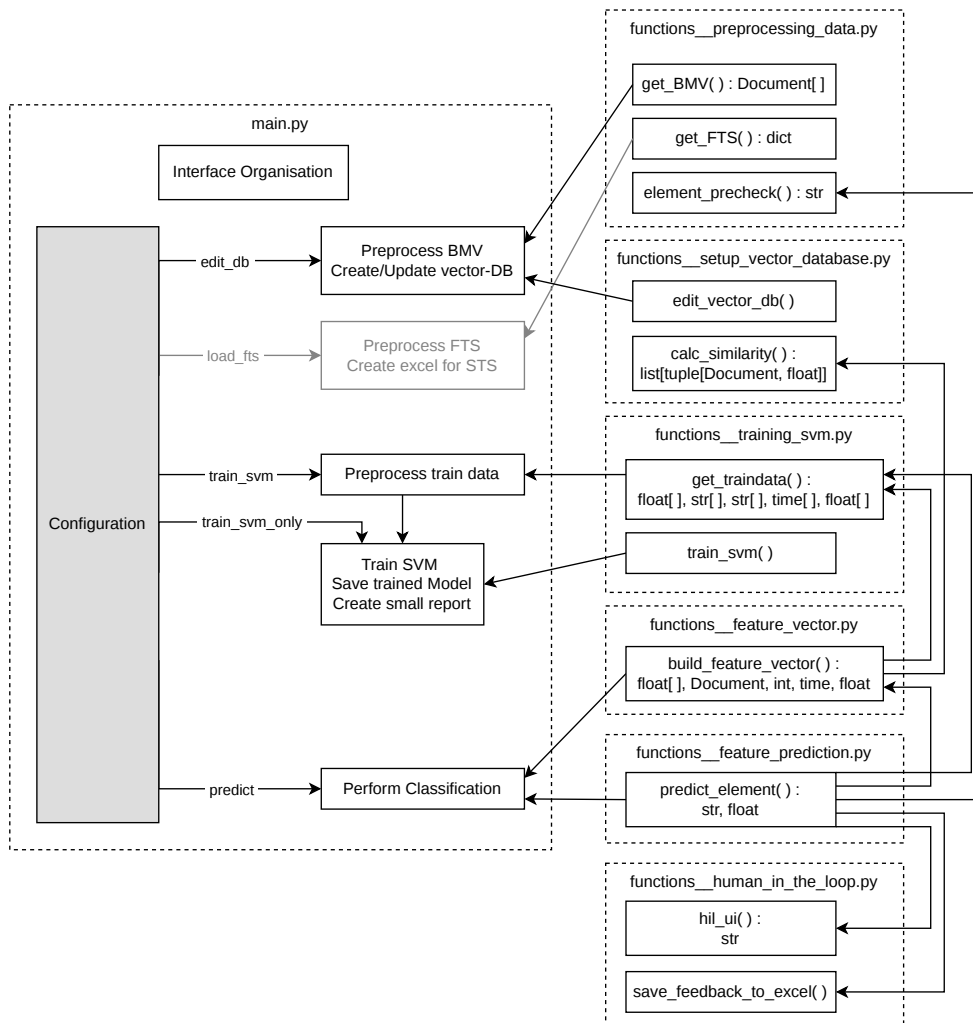 functions__preprocessing_data.py
get_BMV( ) : Document[ ]
get_FTS( ) : dict
element_precheck( ) : str
main.py
Interface Organisation
Configuration
edit_db
Preprocess BMV
Create/Update vector-DB
load_fts
Preprocess FTS
Create excel for STS
train_svm
Preprocess train data
train_svm_only
Train SVM
Save trained Model
Create small report
predict
Perform Classification
functions__setup_vector_database.py
edit_vector_db( )
calc_similarity( ) :
list[tuple[Document, float]]
functions__training_svm.py
get_traindata( ) :
float[ ], str[ ], str[ ], time[ ], float[ ]
train_svm( )
functions__feature_vector.py
build_feature_vector( ) :
float[ ], Document, int, time, float
functions__feature_prediction.py
predict_element( ) :
str, float
functions__human_in_the_loop.py
hil_ui( ) :
str
save_feedback_to_excel( )